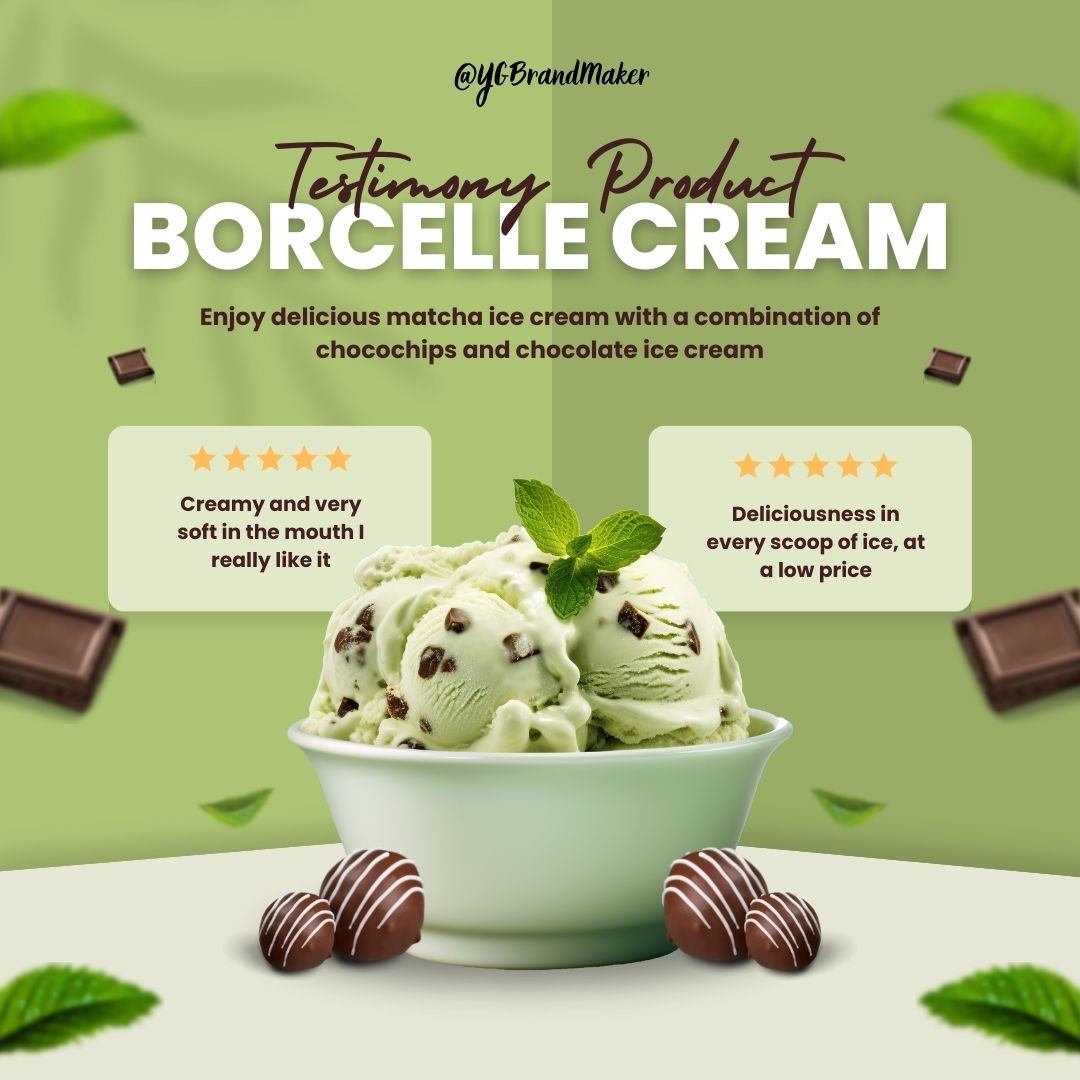 @YGBrandMaker
Testimony Product
BORCELLE CREAM
Enjoy delicious matcha ice cream with a combination of
chocochips and chocolate ice cream
Creamy and very
soft in the mouth I
really like it
Deliciousness in
every scoop of ice, at
a low price